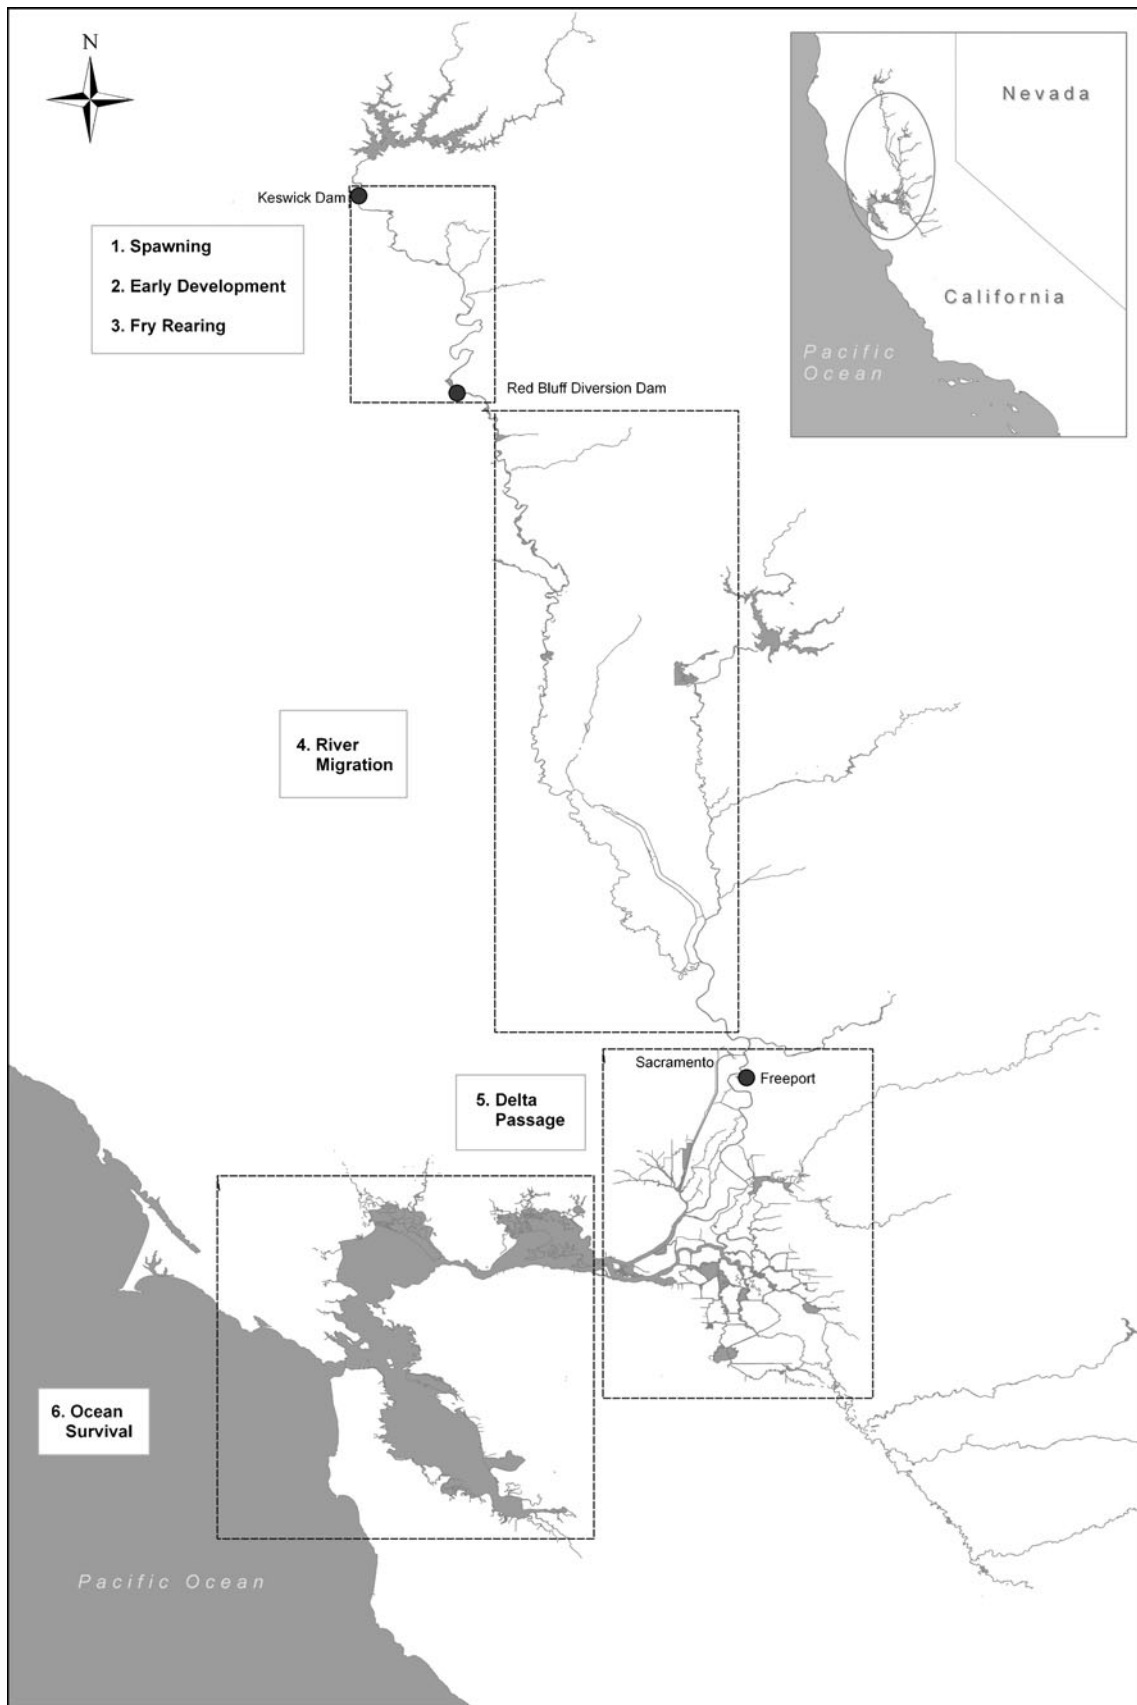 N
Nevada
California
Pacific
Ocean
Keswick Dam
1. Spawning
2. Early Development
3. Fry Rearing
Red Bluff Diversion Dam
4. River
Migration
Sacramento
Freeport
5. Delta
Passage
6. Ocean
Survival
Pacific Ocean